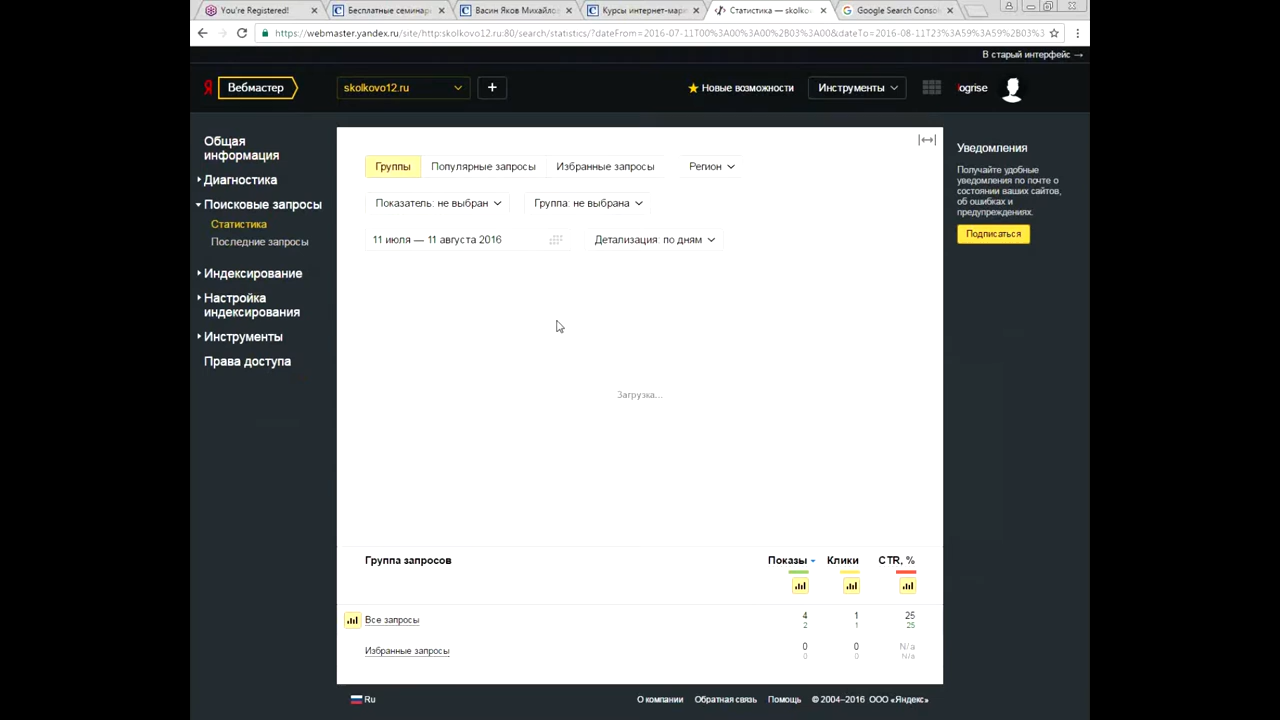 You're Registered!
Бесплатные семинар
Васин Яков Михайлов
Курсы интернет-мар
Статистика — skolko
Google Search Conso
https://webmaster.yandex.ru/site/http:skolkovo12.ru:80/search/statistics/?dateFrom=2016-07-11T00%3A00%3A00%2B03%3A00&dateTo=2016-08-11T23%3A59%3A59%2B03%3
В старый интерфейс →
Я Вебмастер
skolkovo12.ru
+
Новые возможности
Инструменты
logrise
Общая
информация
Диагностика
Поисковые запросы
Статистика
Последние запросы
Индексирование
Настройка
индексирования
Инструменты
Права доступа
Группы Популярные запросы Избранные запросы Регион
Показатель: не выбран Группа: не выбрана
11 июля — 11 августа 2016 Детализация: по дням
Загрузка...
Группа запросов Показы Клики CTR, %
Все запросы 4 1 25
2 1 25
Избранные запросы 0 0 N/a
0 0 N/a
Уведомления
Получайте удобные
уведомления по почте о
состоянии ваших сайтов,
об ошибках и
предупреждениях.
Подписаться
Ru
О компании Обратная связь Помощь © 2004–2016 ООО «Яндекс»